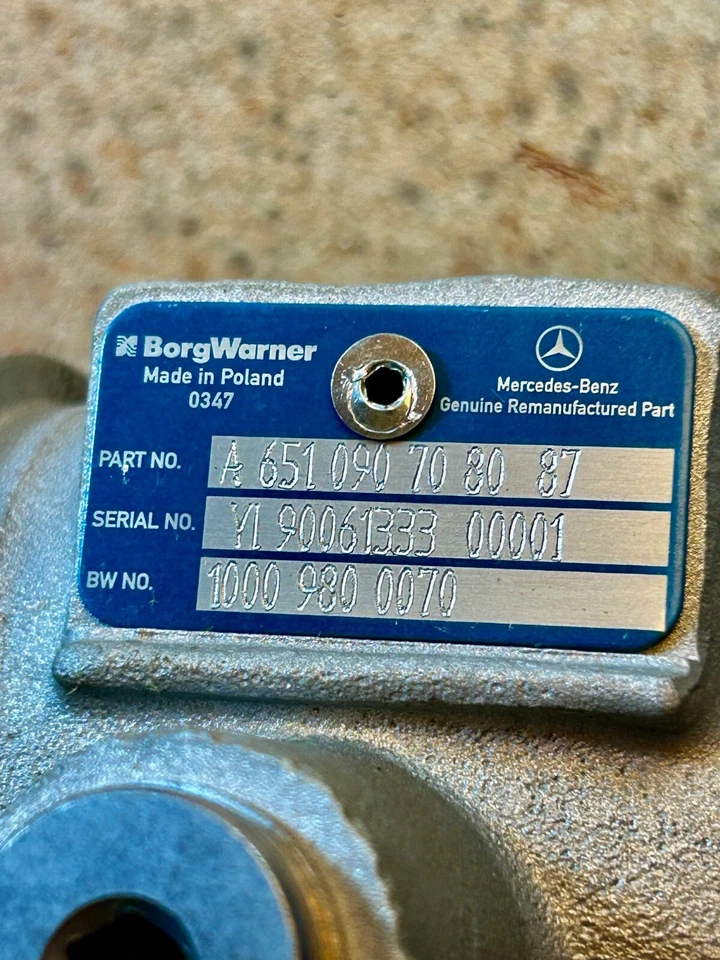 BorgWarner
Made in Poland
0347
Mercedes-Benz
Genuine Remanufactured Part
PART NO. A 651 090 70 80 87
SERIAL NO. Y1 90061333 00001
BW NO. 1000 980 0070